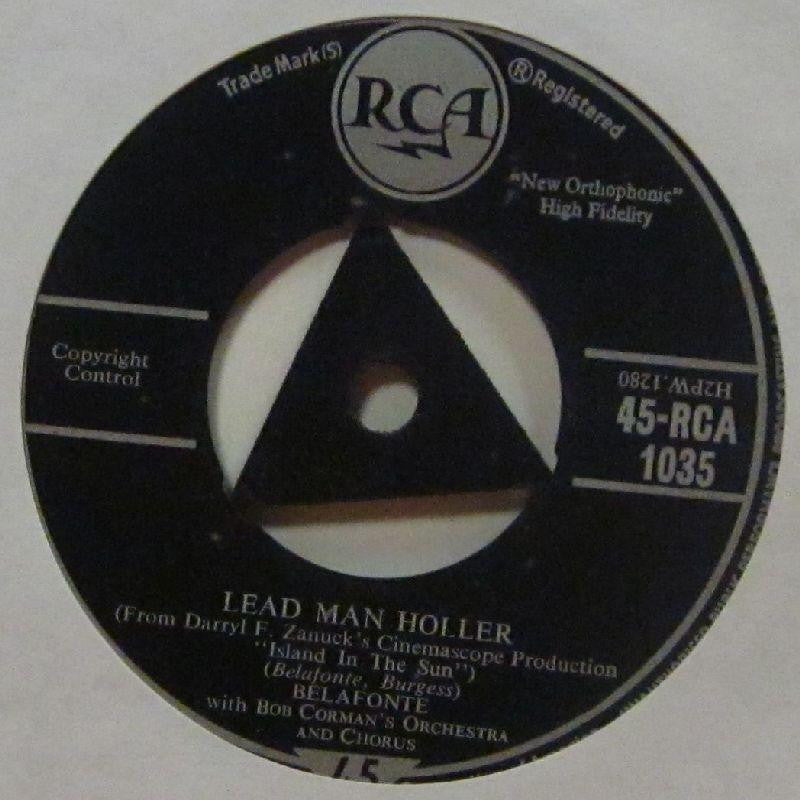 Trade Mark(S)
RCA
®Registered
"New Orthophonic"
High Fidelity
Copyright
Control
H2PW.1280
45-RCA
1035
LEAD MAN HOLLER
(From Darryl F. Zanuck's Cinemascope Production
"Island In The Sun")
(Belafonte, Burgess)
BELAFONTE
with BOB CORMAN'S ORCHESTRA
AND CHORUS
45